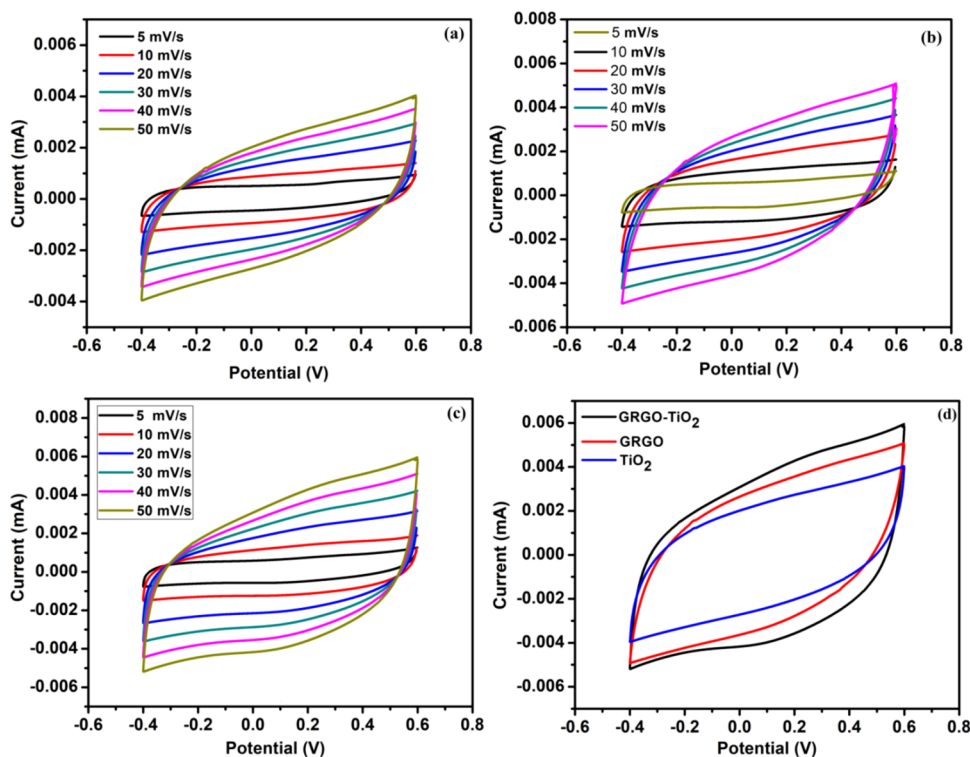 (a)
5 mV/s
10 mV/s
20 mV/s
30 mV/s
40 mV/s
50 mV/s
0.006
0.004
0.002
0.000
-0.002
-0.004
Current (mA)
-0.6 -0.4 -0.2 0.0 0.2 0.4 0.6 0.8
Potential (V)
(b)
5 mV/s
10 mV/s
20 mV/s
30 mV/s
40 mV/s
50 mV/s
0.008
0.006
0.004
0.002
0.000
-0.002
-0.004
-0.006
Current (mA)
-0.6 -0.4 -0.2 0.0 0.2 0.4 0.6 0.8
Potential (V)
(c)
5 mV/s
10 mV/s
20 mV/s
30 mV/s
40 mV/s
50 mV/s
0.008
0.006
0.004
0.002
0.000
-0.002
-0.004
-0.006
Current (mA)
-0.6 -0.4 -0.2 0.0 0.2 0.4 0.6 0.8
Potential (V)
(d)
GRGO-TiO2
GRGO
TiO2
0.006
0.004
0.002
0.000
-0.002
-0.004
-0.006
Current (mA)
-0.6 -0.4 -0.2 0.0 0.2 0.4 0.6 0.8
Potential (V)